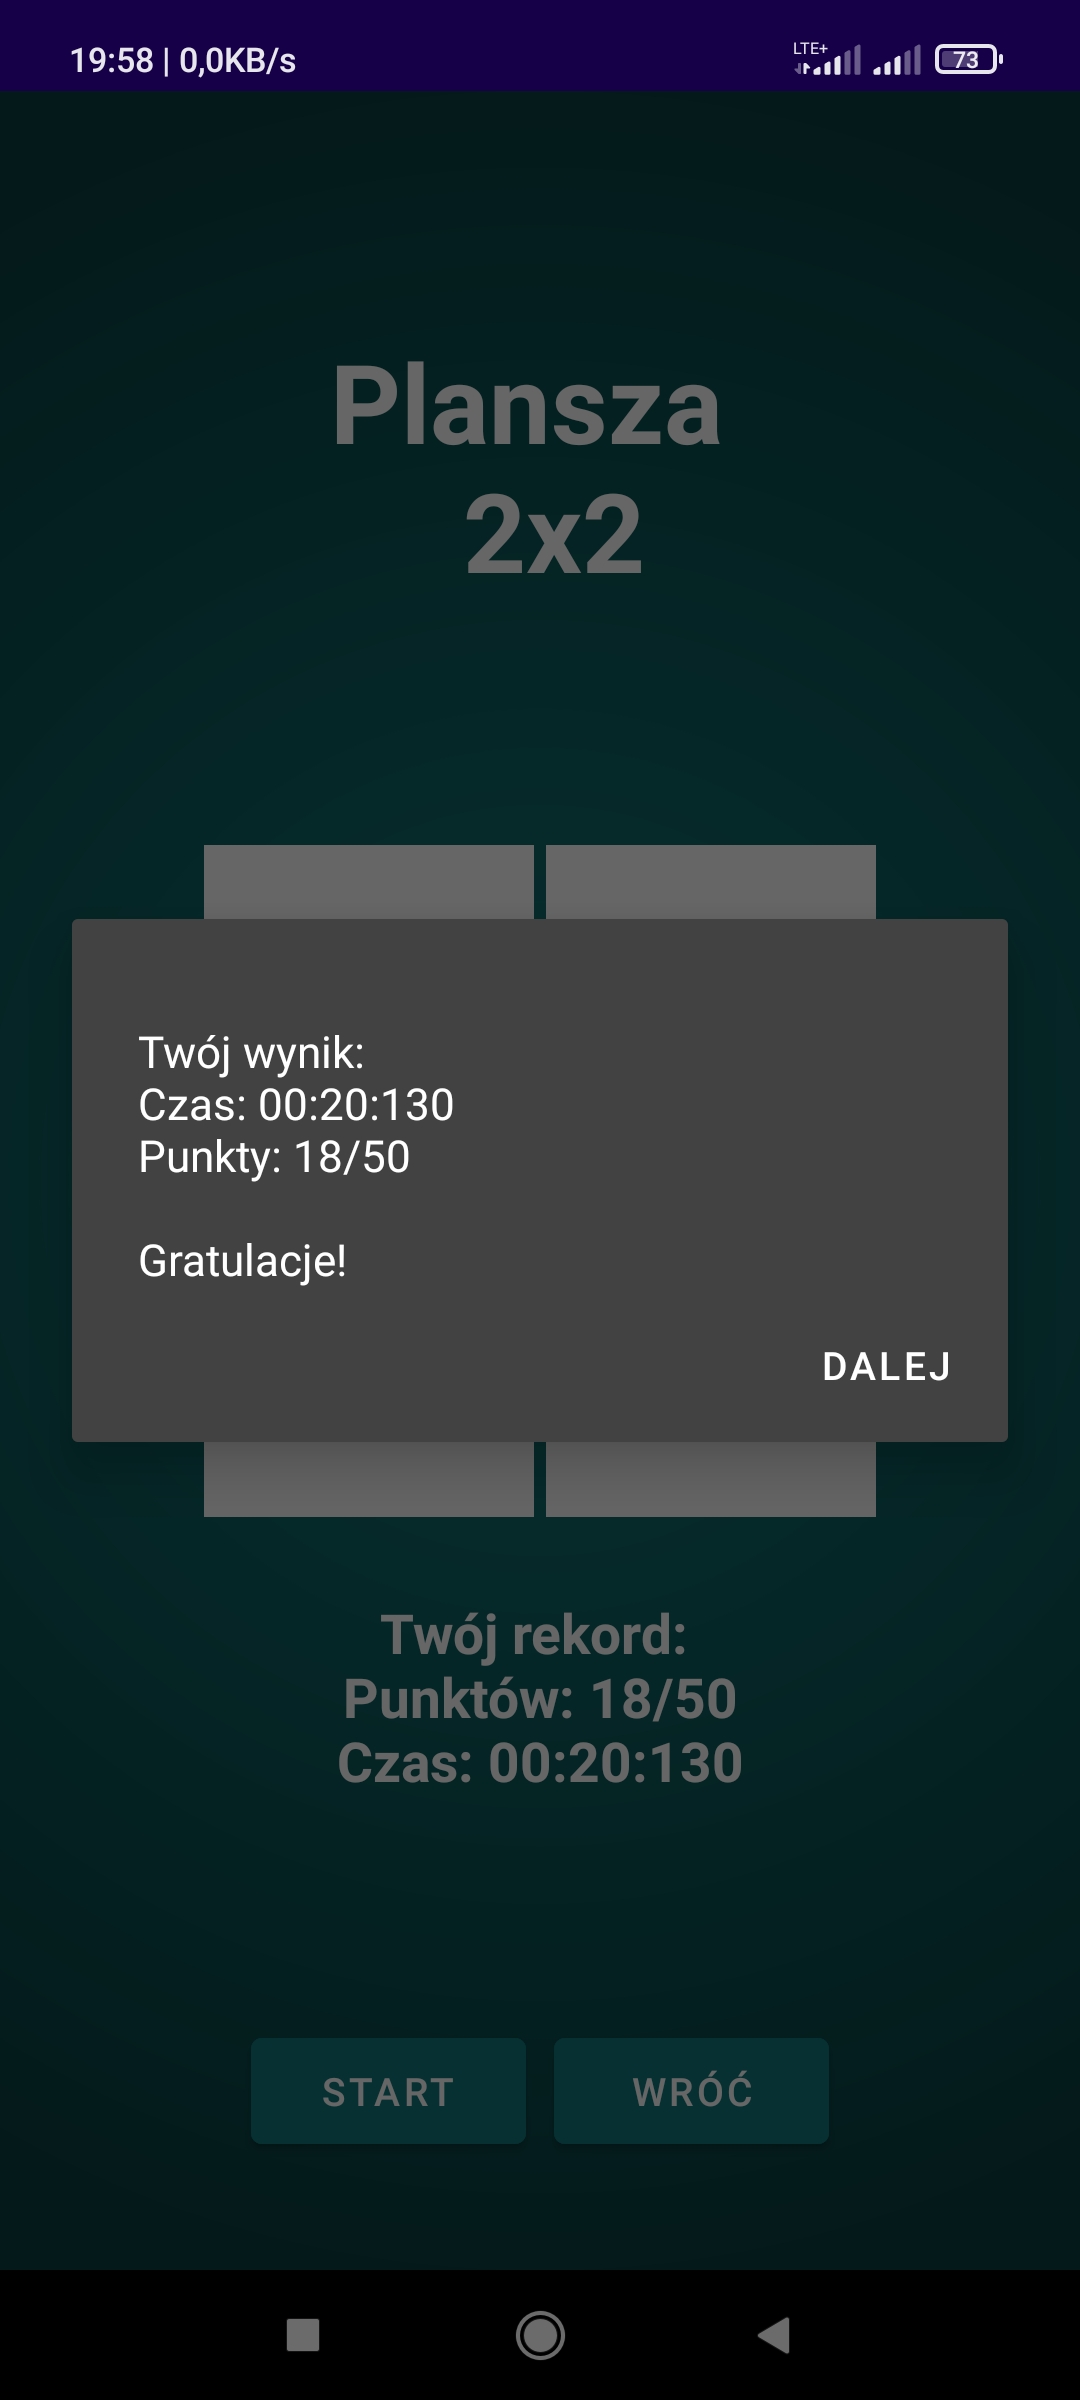 19:58 | 0,0KB/s LTE+ 73
Plansza
2x2
Twój wynik:
Czas: 00:20:130
Punkty: 18/50
Gratulacje!
DALEJ
Twój rekord:
Punktów: 18/50
Czas: 00:20:130
START WRÓĆ